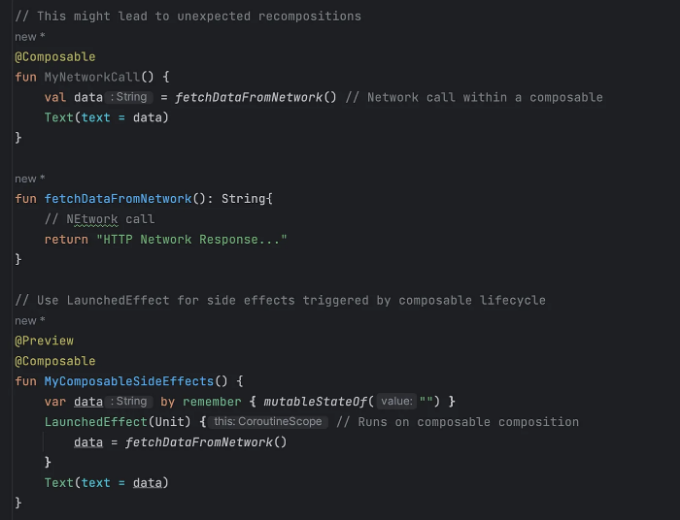 // This might lead to unexpected recompositions
new *
@Composable
fun MyNetworkCall() {
    val data : String = fetchDataFromNetwork() // Network call within a composable
    Text(text = data)
}
new *
fun fetchDataFromNetwork(): String{
    // NEtwork call
    return "HTTP Network Response..."
}
// Use LaunchedEffect for side effects triggered by composable lifecycle
new *
@Preview
@Composable
fun MyComposableSideEffects() {
    var data : String by remember { mutableStateOf( value: "") }
    LaunchedEffect(Unit) { this: CoroutineScope // Runs on composable composition
        data = fetchDataFromNetwork()
    }
    Text(text = data)
}